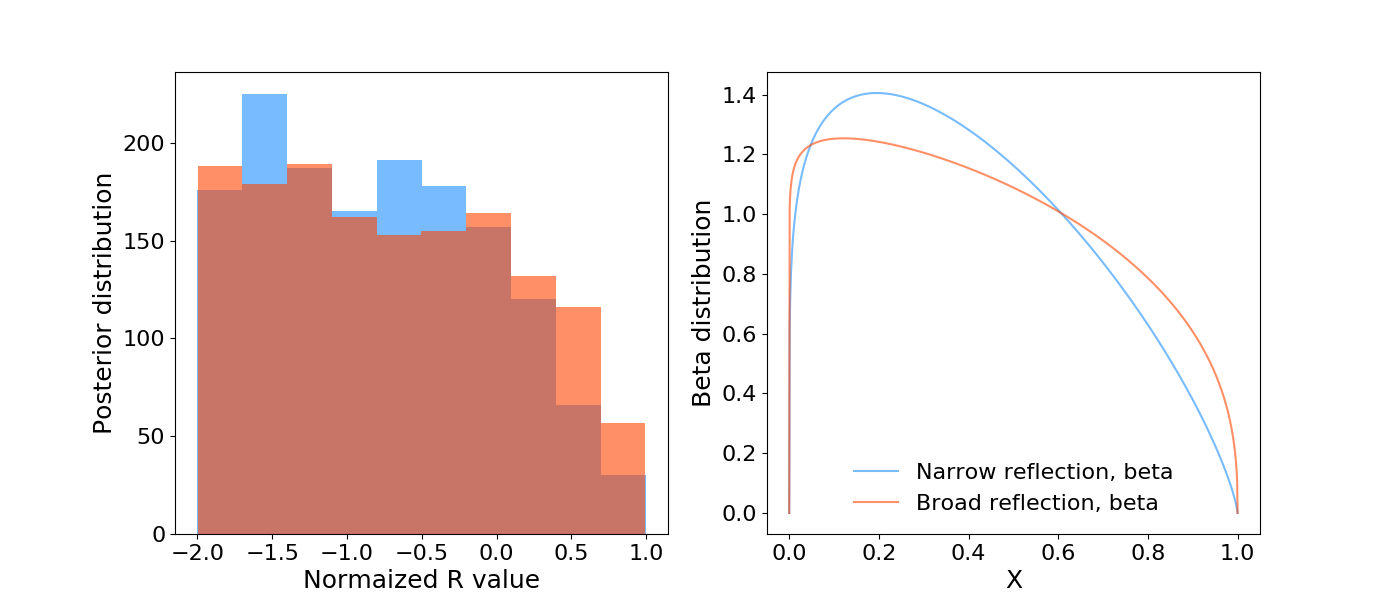 Posterior distribution
200
150
100
50
0
−2.0 −1.5 −1.0 −0.5 0.0 0.5 1.0
Normaized R value
Beta distribution
1.4
1.2
1.0
0.8
0.6
0.4
0.2
0.0
0.0 0.2 0.4 0.6 0.8 1.0
X
Narrow reflection, beta
Broad reflection, beta